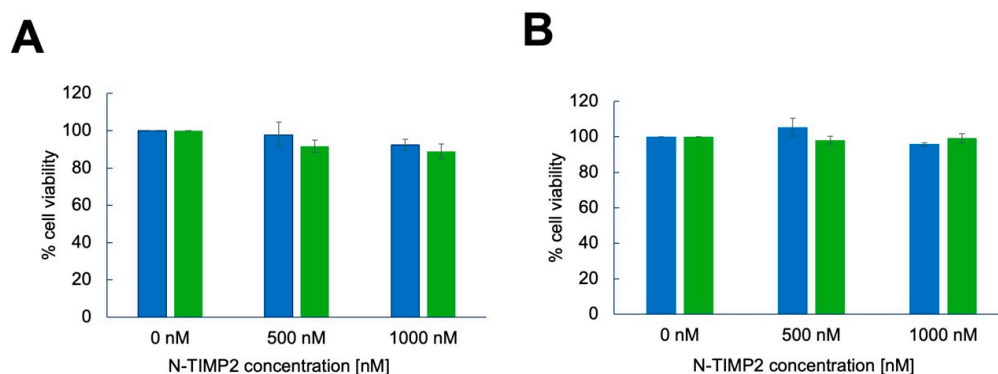 A
120
100
80
60
40
20
0
% cell viability
0 nM
500 nM
1000 nM
N-TIMP2 concentration [nM]
B
120
100
80
60
40
20
0
% cell viability
0 nM
500 nM
1000 nM
N-TIMP2 concentration [nM]